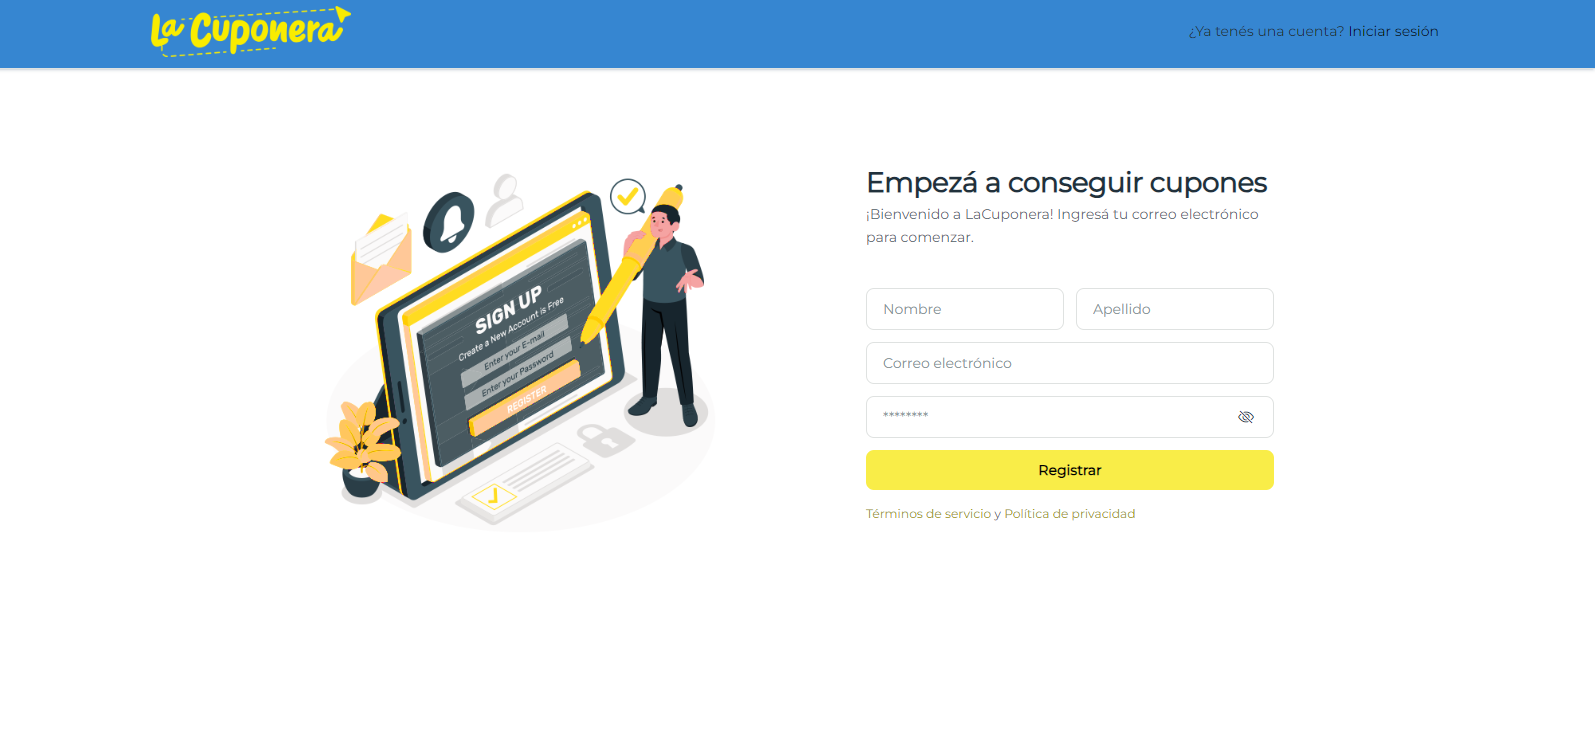 La Cuponera
¿Ya tenés una cuenta? Iniciar sesión
SIGN UP
Create a New Account is Free
Enter your E-mail
Enter your Password
REGISTER
Empezá a conseguir cupones
¡Bienvenido a LaCuponera! Ingresá tu correo electrónico
para comenzar.
Nombre
Apellido
Correo electrónico
********
Registrar
Términos de servicio y Política de privacidad